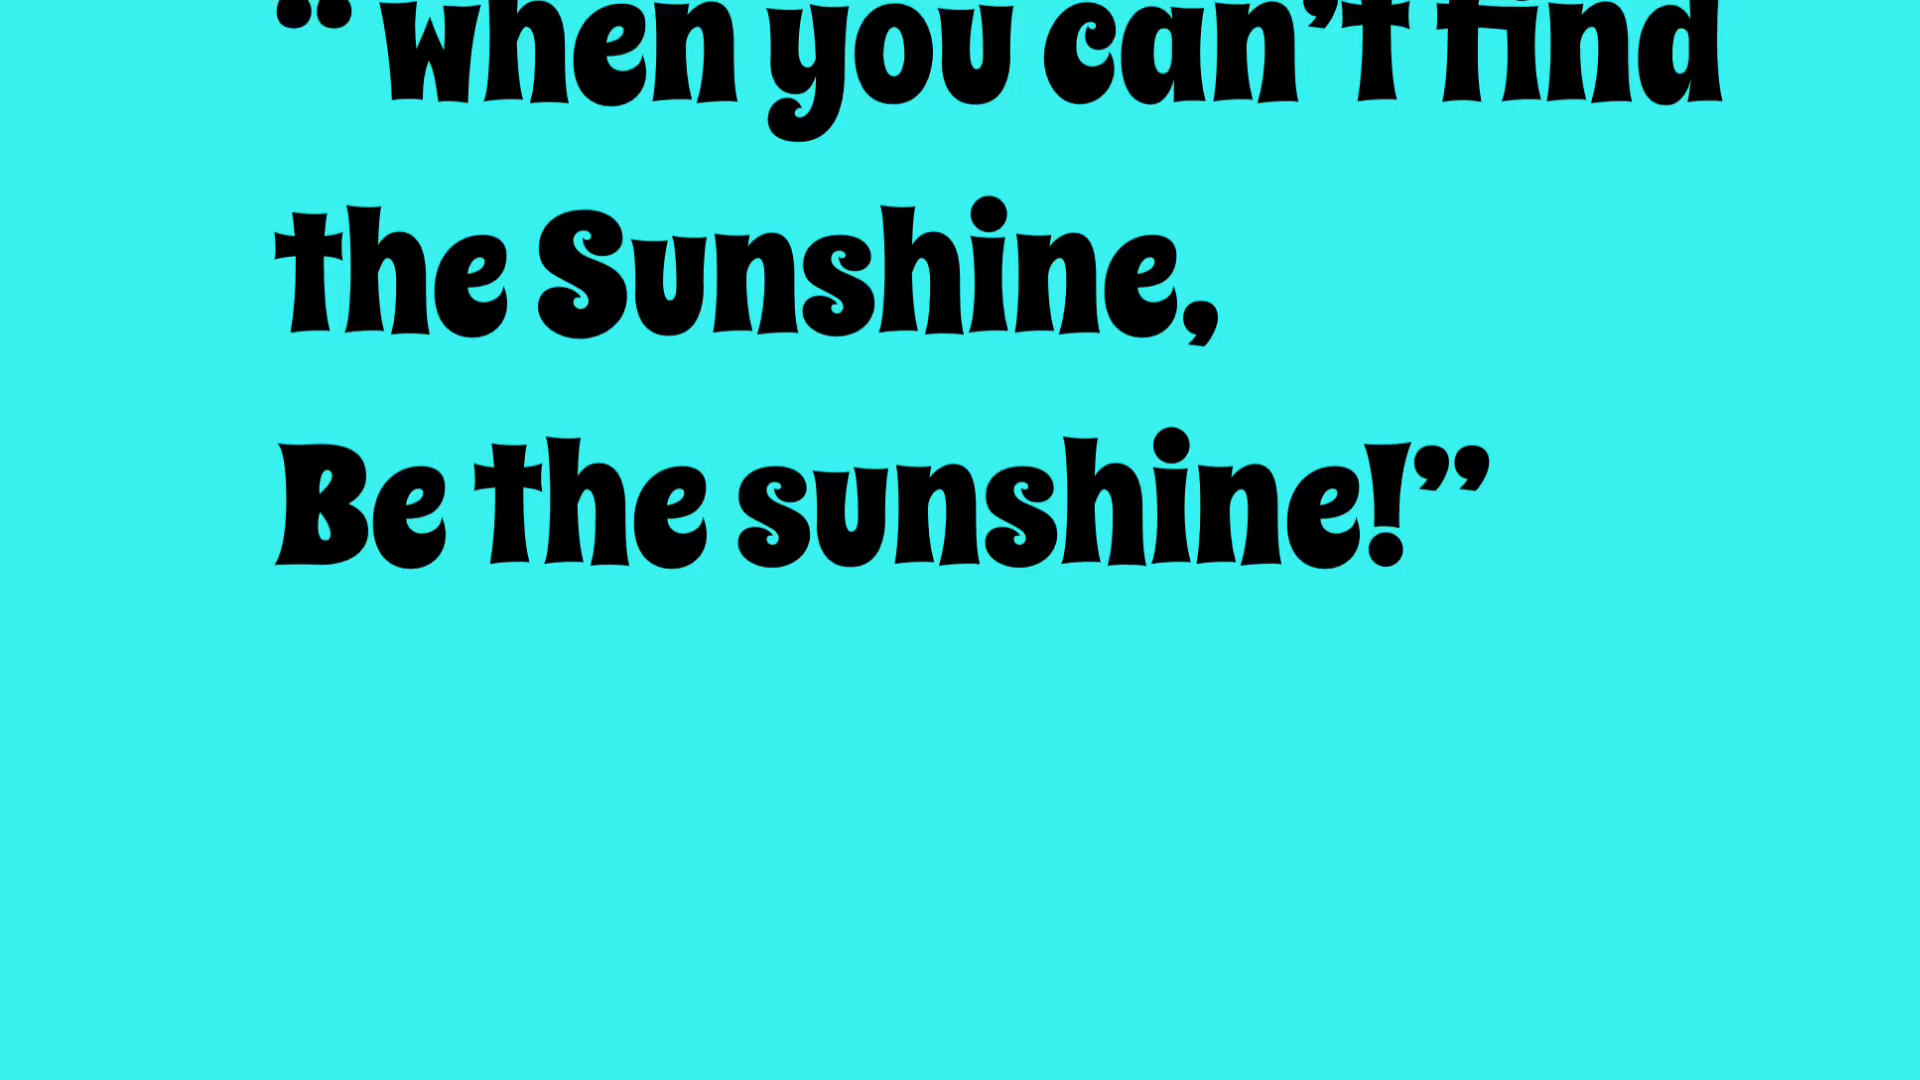 “ when you can’t find
the Sunshine,
Be the sunshine!”